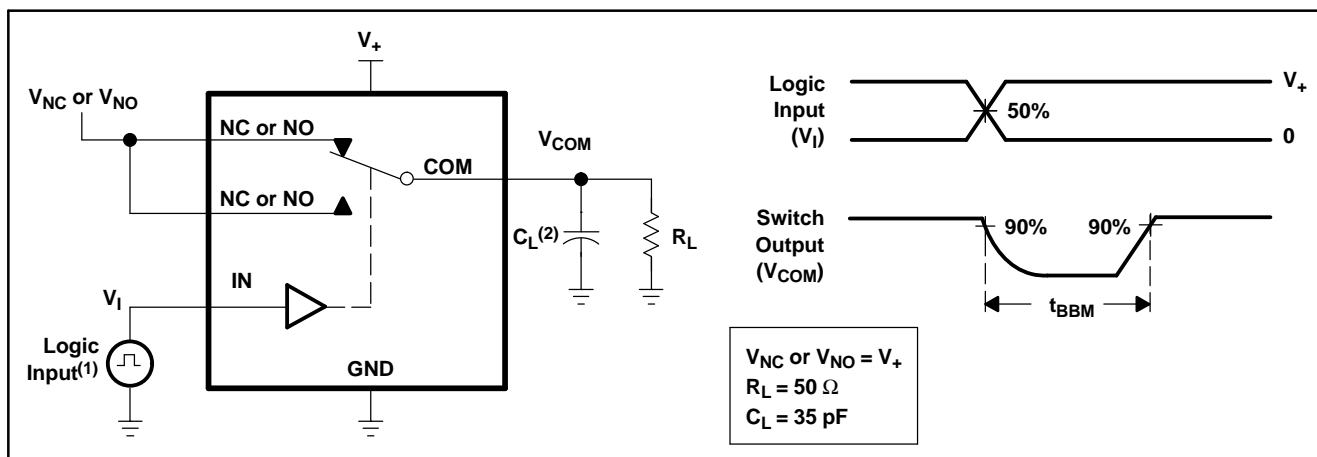 V+
VNC or VNO
NC or NO
VCOM
COM
NC or NO
CL(2)
RL
IN
VI
Logic
Input(1)
GND
Logic
Input
(VI)
V+
50%
0
Switch
Output
(VCOM)
90%
90%
tBBM
VNC or VNO = V+
RL = 50 Ω
CL = 35 pF